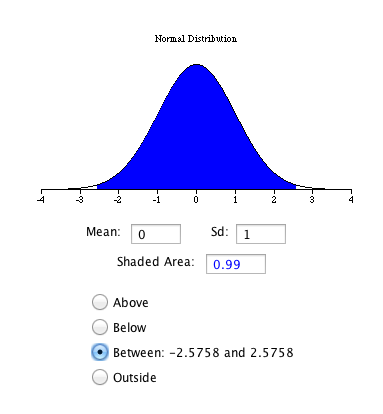 Normal Distribution
-4 -3 -2 -1 0 1 2 3 4
Mean: 0 Sd: 1
Shaded Area: 0.99
Above
Below
Between: -2.5758 and 2.5758
Outside